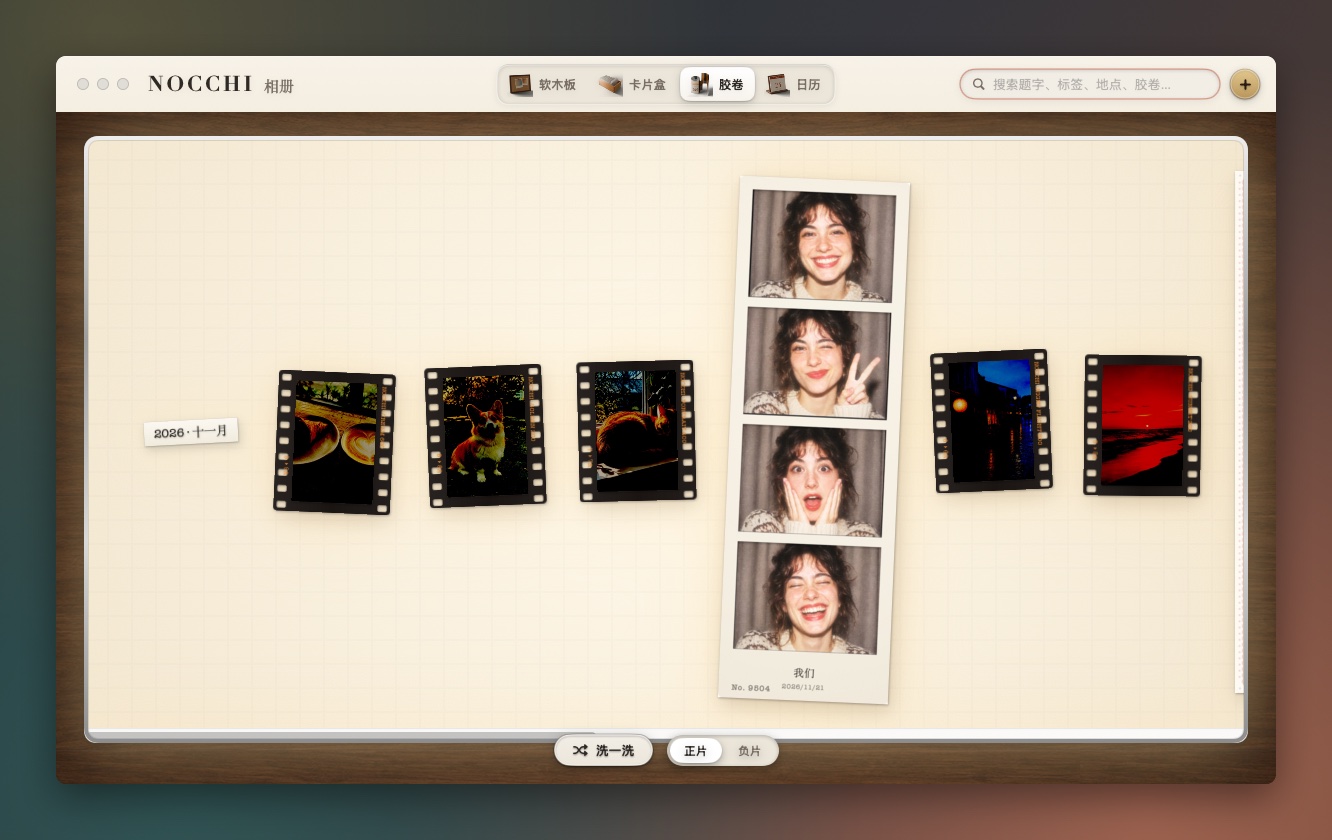 NOCCHI 相册
软木板
卡片盒
胶卷
日历
搜索题字、标签、地点、胶卷...
2026·十一月
我们
No. 9804 2026/11/21
洗一洗
正片
负片